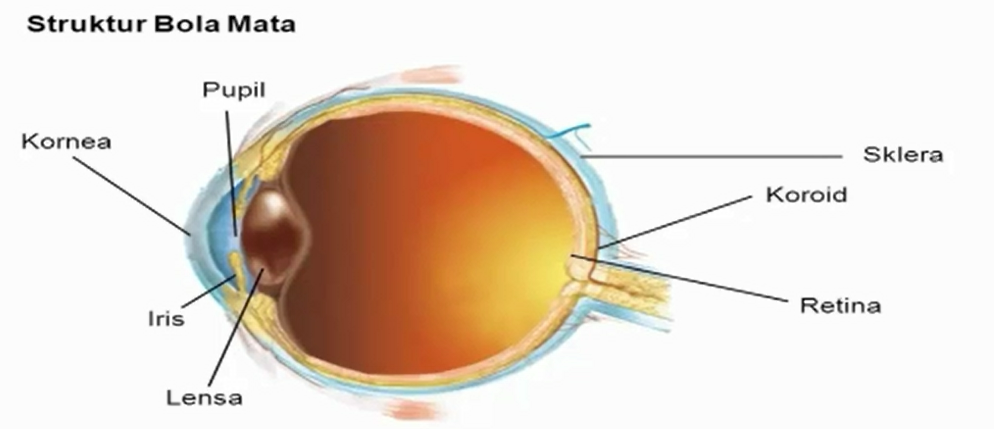 Struktur Bola Mata
Pupil
Kornea
Sklera
Koroid
Retina
Iris
Lensa